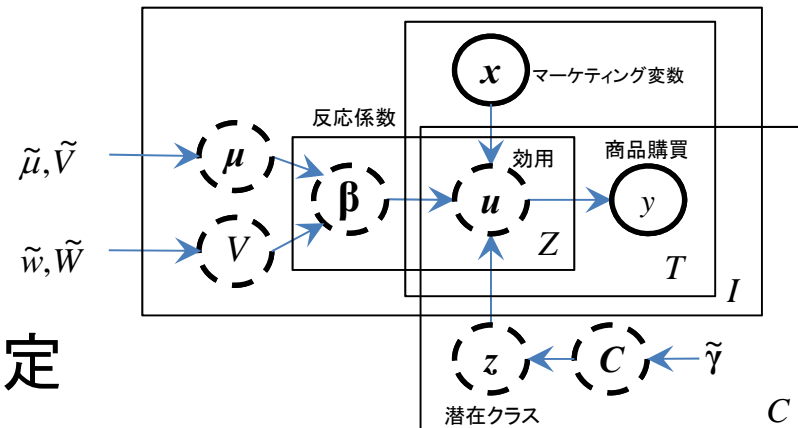 x マーケティング変数
反応係数
効用 商品購買
μ̃,Ṽ μ
β u y
w̃,W̃ V
Z T I
定
z C γ̃
潜在クラス C